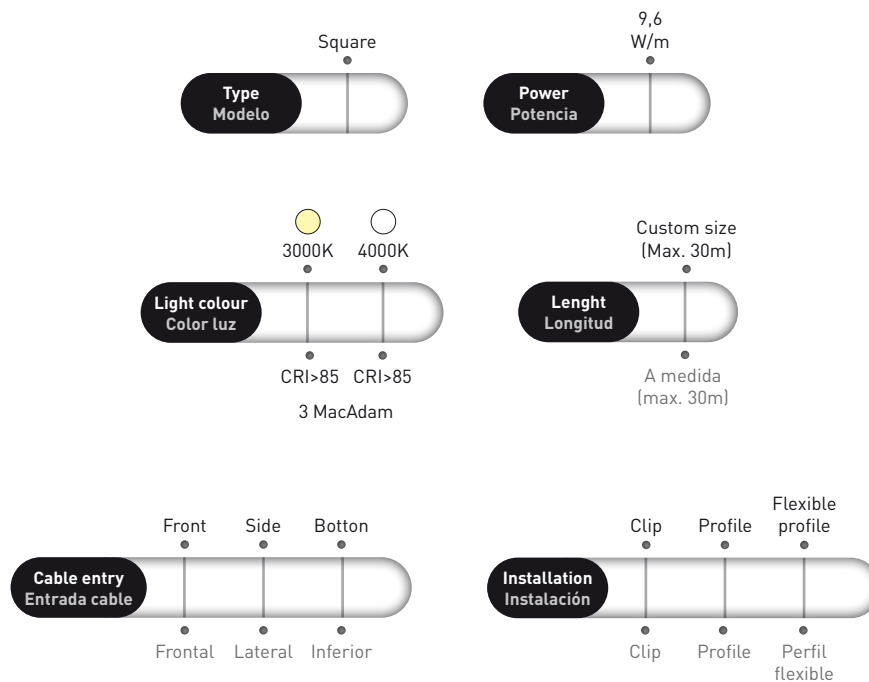 Square
Type
Modelo
9,6
W/m
Power
Potencia
3000K
4000K
Light colour
Color luz
CRI>85
CRI>85
3 MacAdam
Custom size
(Max. 30m)
Lenght
Longitud
A medida
(max. 30m)
Front
Side
Botton
Cable entry
Entrada cable
Frontal
Lateral
Inferior
Clip
Profile
Flexible
profile
Installation
Instalación
Clip
Profile
Perfil
flexible